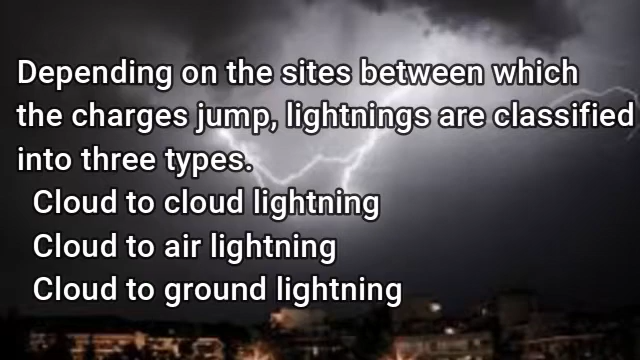 Depending on the sites between which
the charges jump, lightnings are classified
into three types.
Cloud to cloud lightning
Cloud to air lightning
Cloud to ground lightning